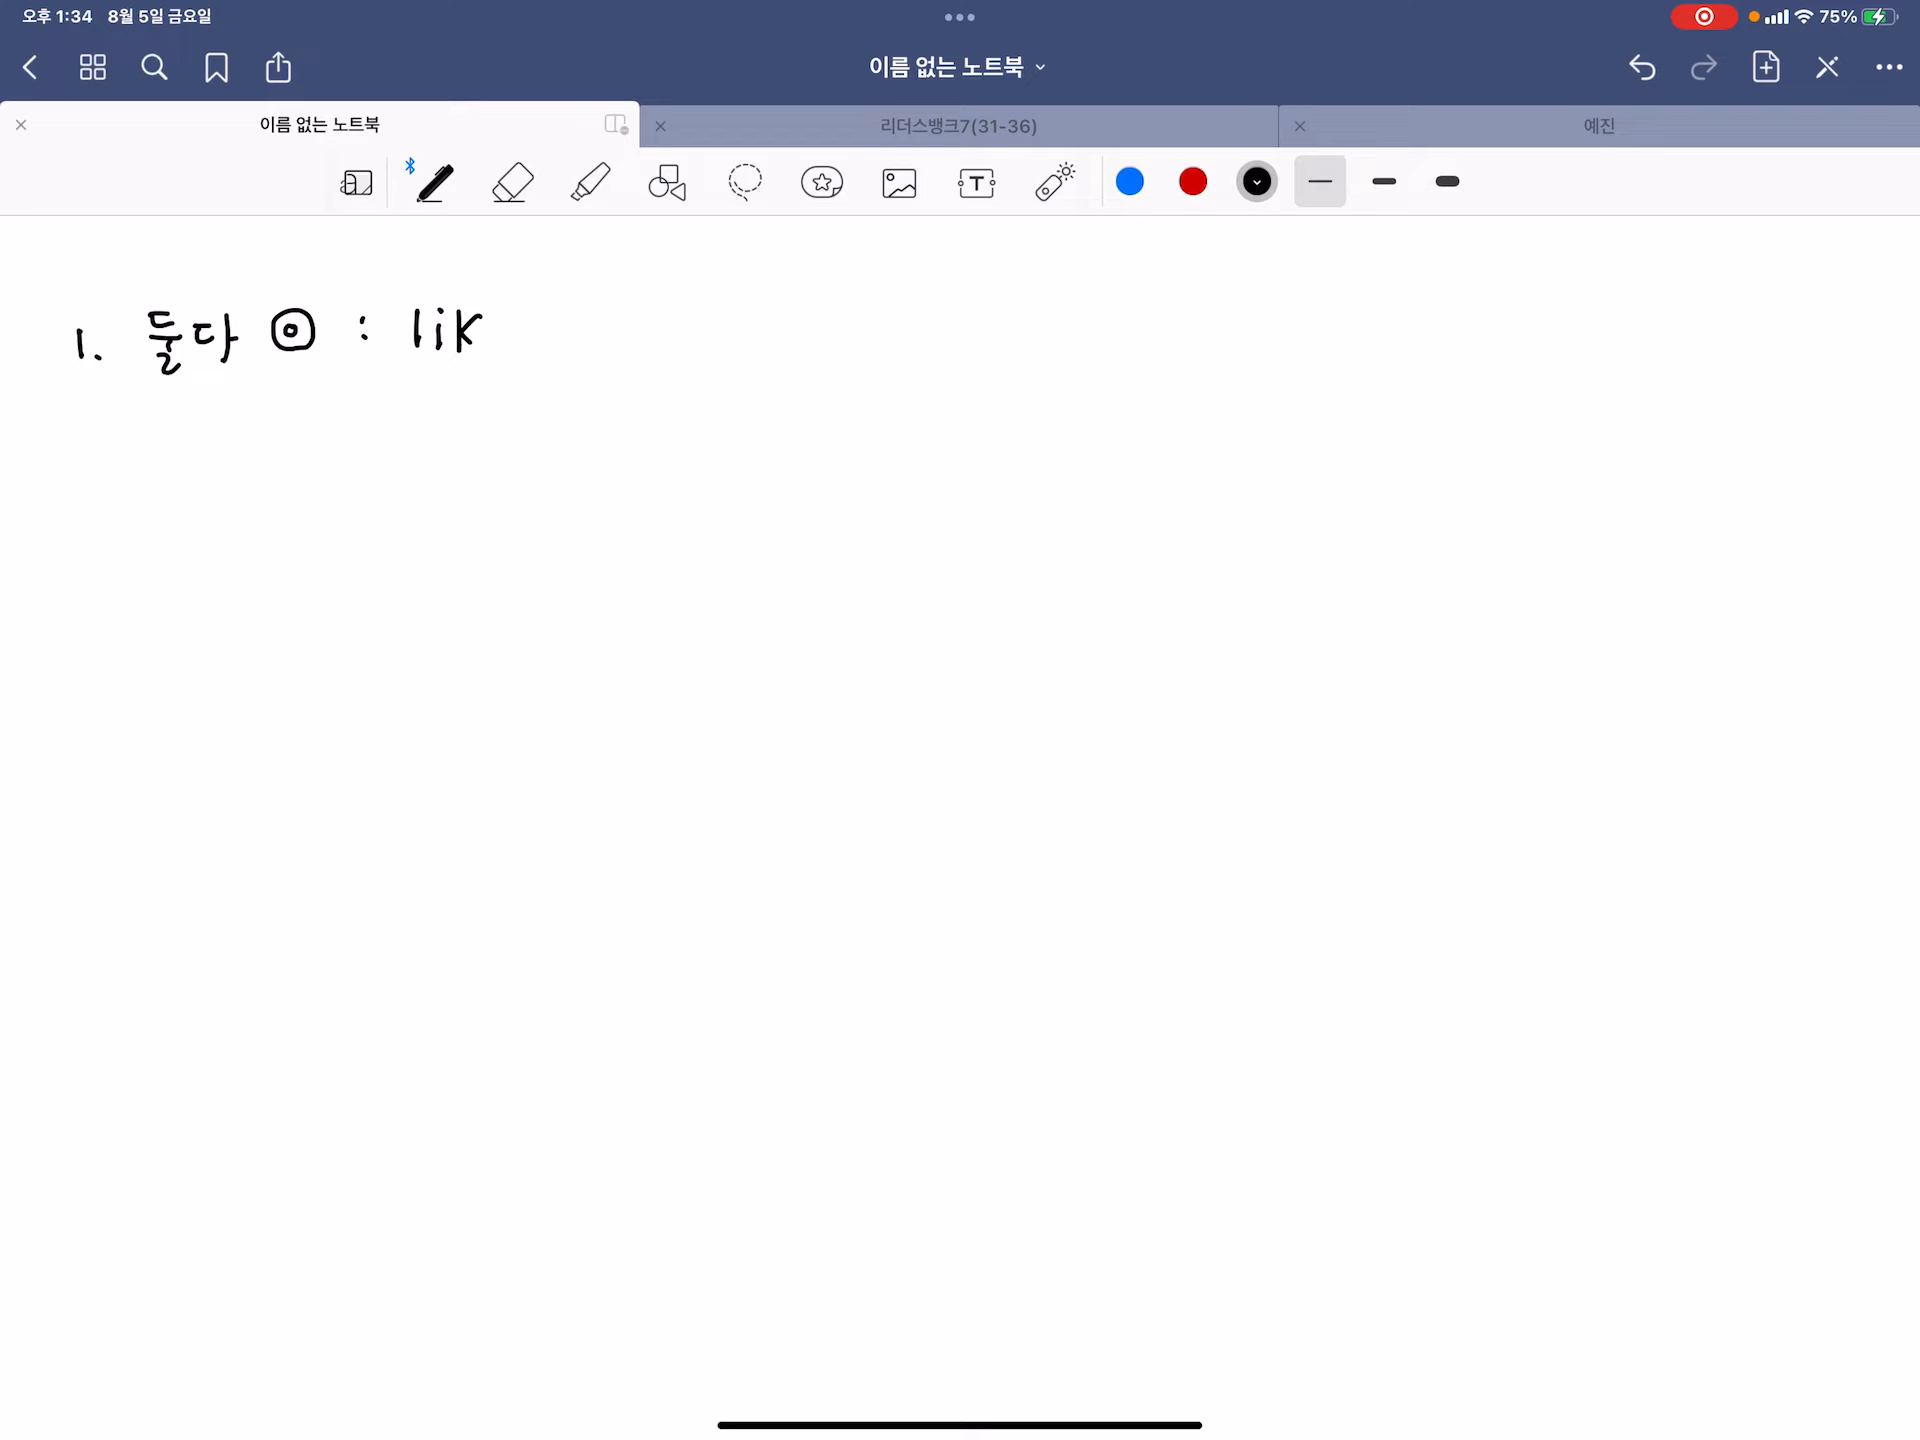 오후 1:34 8월 5일 금요일
75%
이름 없는 노트북
이름 없는 노트북
리더스뱅크7(31-36)
예진
T
1. 둘다 ⊙ : lik